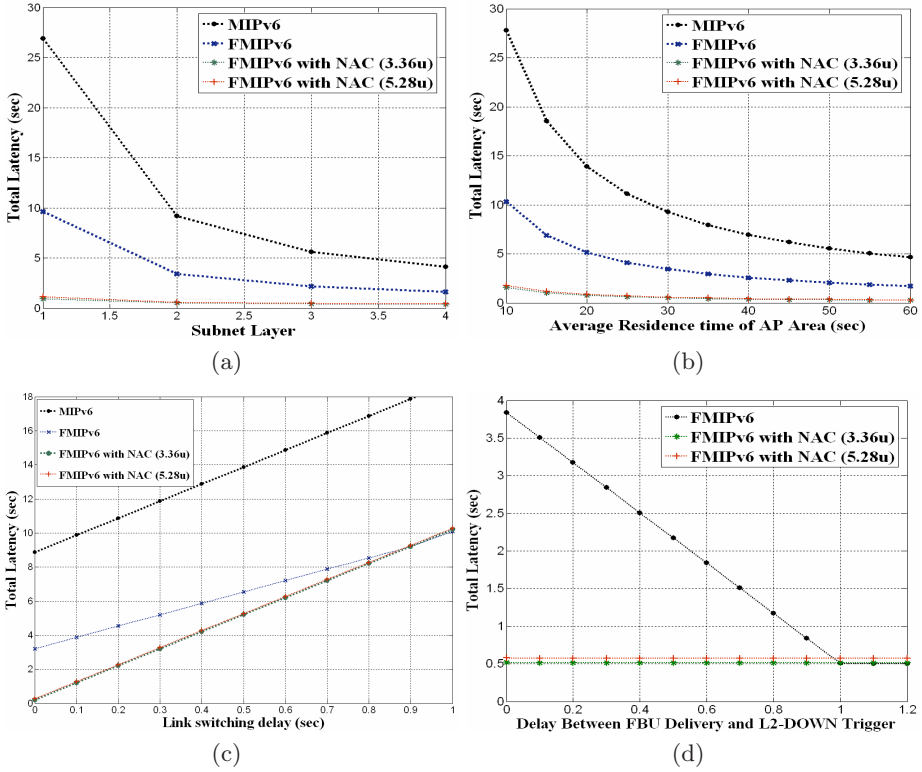 30
25
20
15
10
5
0
Total Latency (sec)
MIPv6
FMIPv6
FMIPv6 with NAC (3.36u)
FMIPv6 with NAC (5.28u)
1 1.5 2 2.5 3 3.5 4
Subnet Layer
(a)
30
25
20
15
10
5
0
Total Latency (sec)
MIPv6
FMIPv6
FMIPv6 with NAC (3.36u)
FMIPv6 with NAC (5.28u)
10 20 30 40 50 60
Average Residence time of AP Area (sec)
(b)
18
16
14
12
10
8
6
4
2
0
Total Latency (sec)
MIPv6
FMIPv6
FMIPv6 with NAC (3.36u)
FMIPv6 with NAC (5.28u)
0 0.1 0.2 0.3 0.4 0.5 0.6 0.7 0.8 0.9 1
Link switching delay (sec)
(c)
4
3.5
3
2.5
2
1.5
1
0.5
0
Total Latency (sec)
FMIPv6
FMIPv6 with NAC (3.36u)
FMIPv6 with NAC (5.28u)
0 0.2 0.4 0.6 0.8 1 1.2
Delay Between FBU Delivery and L2-DOWN Trigger
(d)